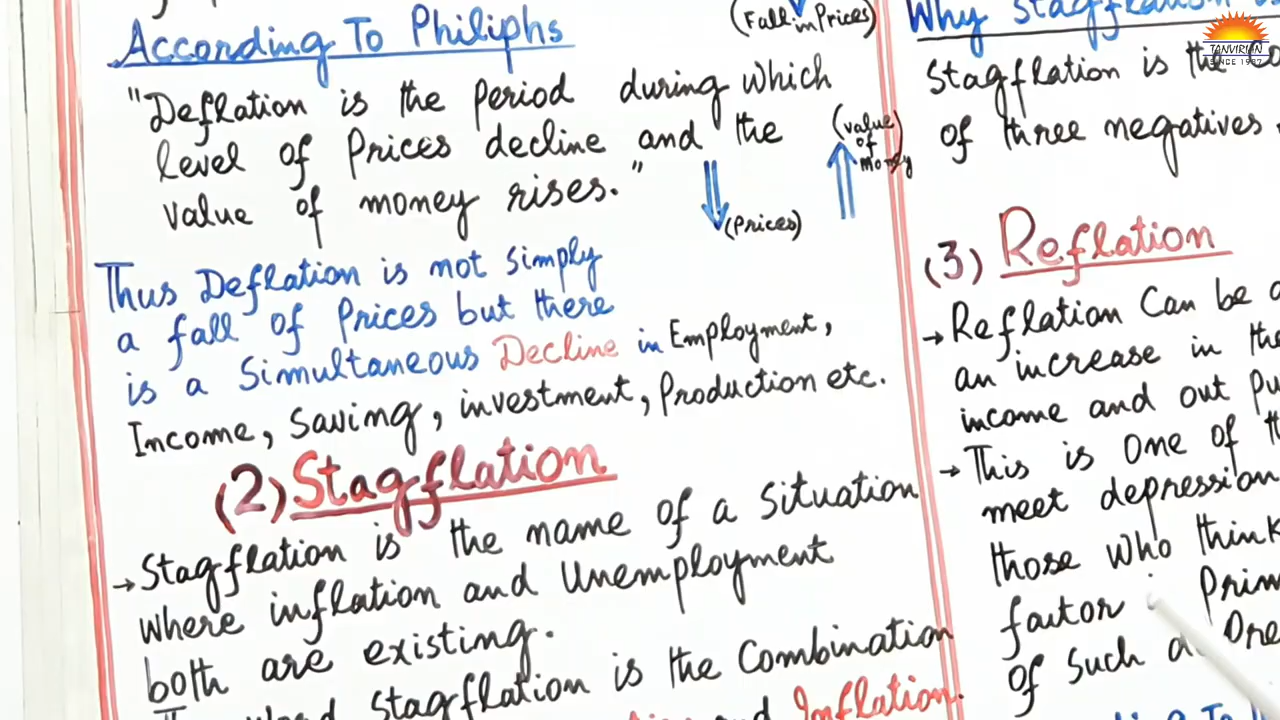 According To Philiphs
"Deflation is the Period during which
level of Prices decline and the
value of money rises."
(Fall in Prices)
(Prices)
(value
of
money)
Thus Deflation is not simply
a fall of Prices but there
is a Simultaneous Decline in Employment,
Income, Saving, investment, Production etc.
(2) Stagflation
→ Stagflation is the name of a Situation
where inflation and Unemployment
both are existing.
word Stagflation is the Combination
and Inflation.
Why Stagflation
Stagflation is the
of three negatives.
(3) Reflation
→ Reflation Can be
an increase in the
income and out
→ This is one of
meet depression
those who think
factor
of Such
To
TANVIRIAN
SINCE 1987